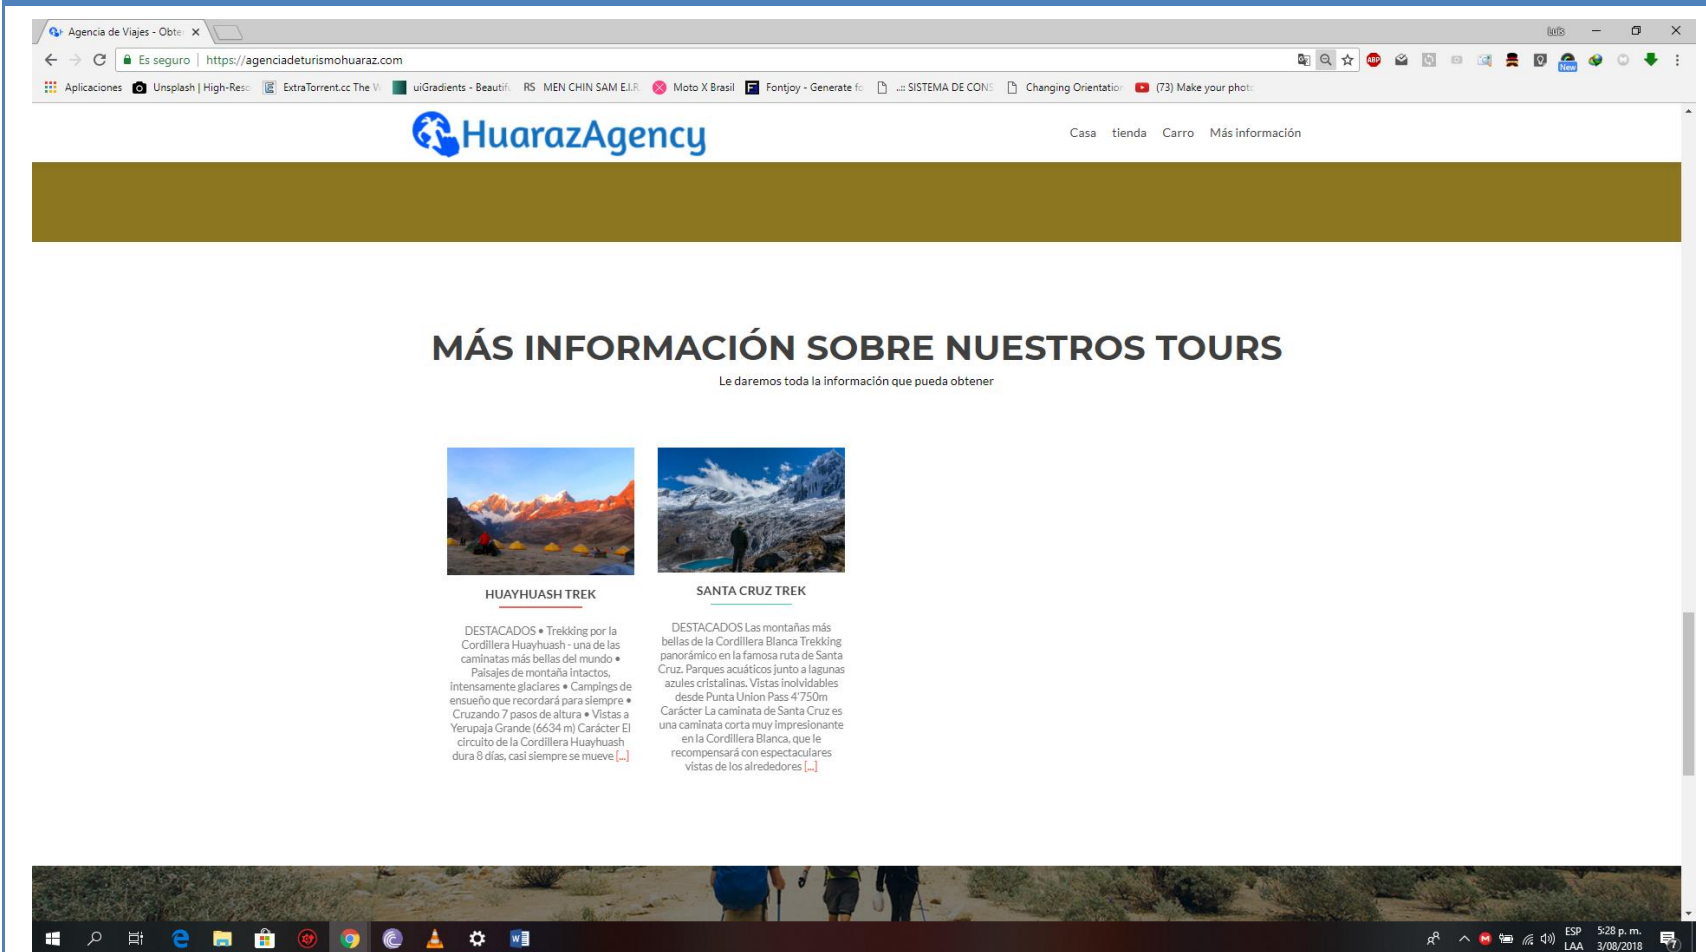 Agencia de Viajes - Obte
Luis
Es seguro | https://agenciadeturismohuaraz.com
ABP
New
Aplicaciones Unsplash | High-Reso ExtraTorrent.cc The W uiGradients - Beautif RS MEN CHIN SAM E.I.R. Moto X Brasil Fontjoy - Generate fo ..:: SISTEMA DE CONS Changing Orientation (73) Make your photo
HuarazAgency
Casa tienda Carro Más información
MÁS INFORMACIÓN SOBRE NUESTROS TOURS
Le daremos toda la información que pueda obtener
HUAYHUASH TREK
DESTACADOS • Trekking por la
Cordillera Huayhuash - una de las
caminatas más bellas del mundo •
Paisajes de montaña intactos,
intensamente glaciares • Campings de
ensueño que recordará para siempre •
Cruzando 7 pasos de altura • Vistas a
Yerupaja Grande (6634 m) Carácter El
circuito de la Cordillera Huayhuash
dura 8 días, casi siempre se mueve [...]
SANTA CRUZ TREK
DESTACADOS Las montañas más
bellas de la Cordillera Blanca Trekking
panorámico en la famosa ruta de Santa
Cruz. Parques acuáticos junto a lagunas
azules cristalinas. Vistas inolvidables
desde Punta Union Pass 4'750m
Carácter La caminata de Santa Cruz es
una caminata corta muy impresionante
en la Cordillera Blanca, que le
recompensará con espectaculares
vistas de los alrededores [...]
ESP 5:28 p. m.
LAA 3/08/2018
7